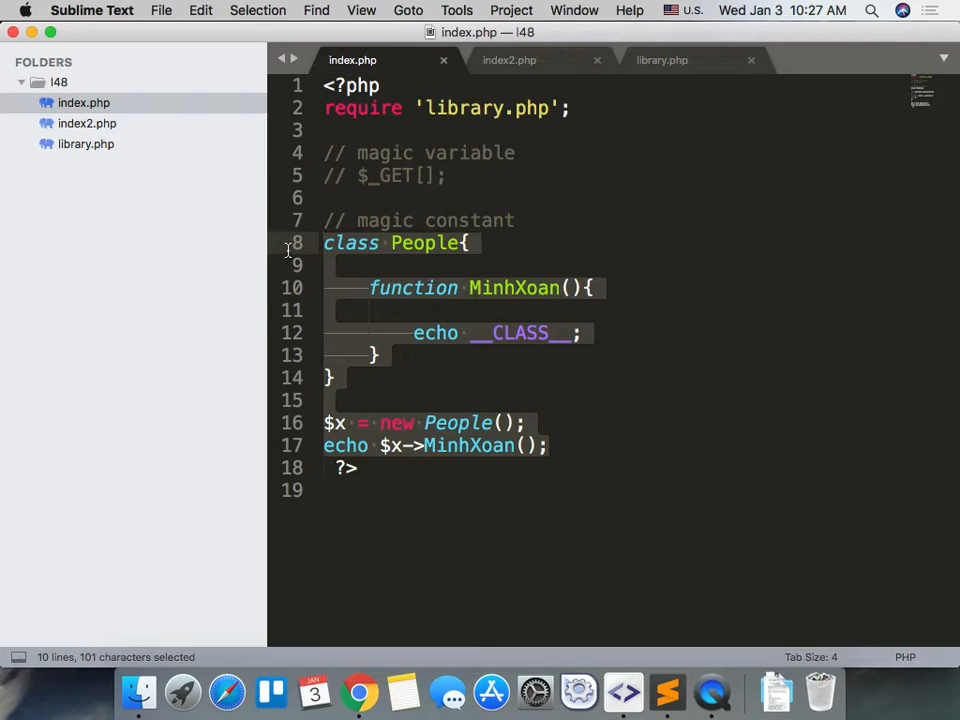 Sublime Text File Edit Selection Find View Goto Tools Project Window Help U.S. Wed Jan 3 10:27 AM
index.php — l48
FOLDERS
l48
index.php
index2.php
library.php
index.php × index2.php × library.php ×
1 <?php
2 require 'library.php';
3
4 // magic variable
5 // $_GET[];
6
7 // magic constant
8 class People{
9
10 function MinhXoan(){
11
12 echo __CLASS__;
13 }
14 }
15
16 $x = new People();
17 echo $x->MinhXoan();
18 ?>
19
10 lines, 101 characters selected Tab Size: 4 PHP
JAN
3